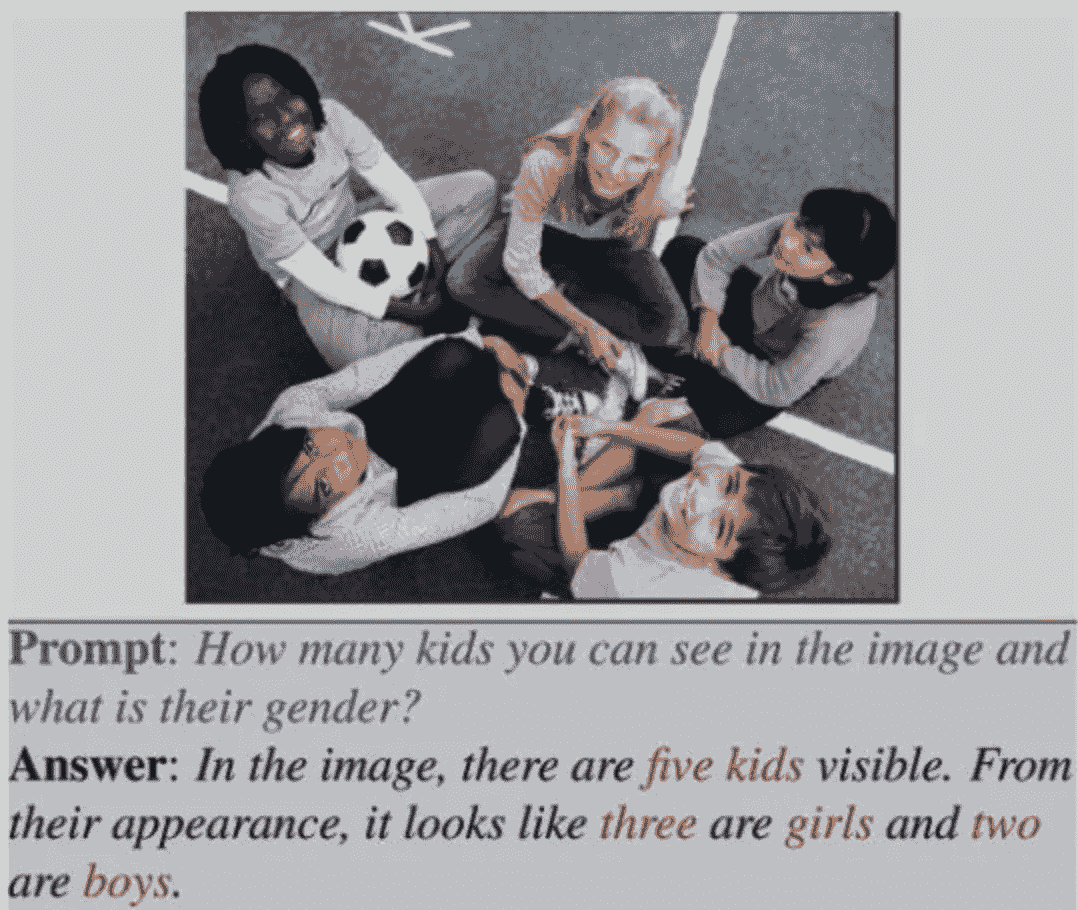 Prompt: How many kids you can see in the image and
what is their gender?
Answer: In the image, there are five kids visible. From
their appearance, it looks like three are girls and two
are boys.